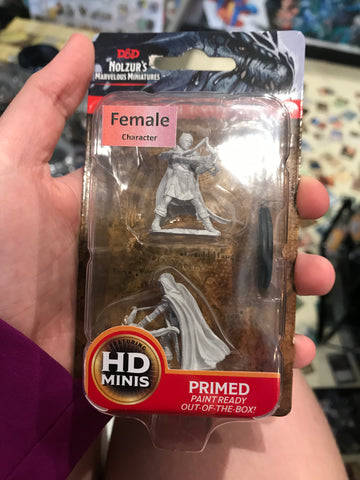 D&D
NOLZUR'S
MARVELOUS MINIATURES
Female
Character
FEATURING
HD
MINIS
PRIMED
PAINT READY
OUT-OF-THE-BOX!